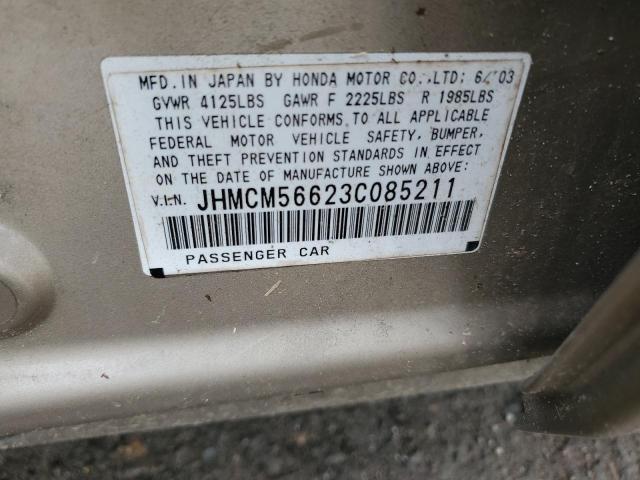 MFD.IN JAPAN BY HONDA MOTOR CO.,LTD: 6/03
GVWR 4125LBS GAWR F 2225LBS R 1985LBS
THIS VEHICLE CONFORMS TO ALL APPLICABLE
FEDERAL MOTOR VEHICLE SAFETY, BUMPER,
AND THEFT PREVENTION STANDARDS IN EFFECT
ON THE DATE OF MANUFACTURE SHOWN ABOVE:
V.I.N. JHMCM56623C085211
PASSENGER CAR